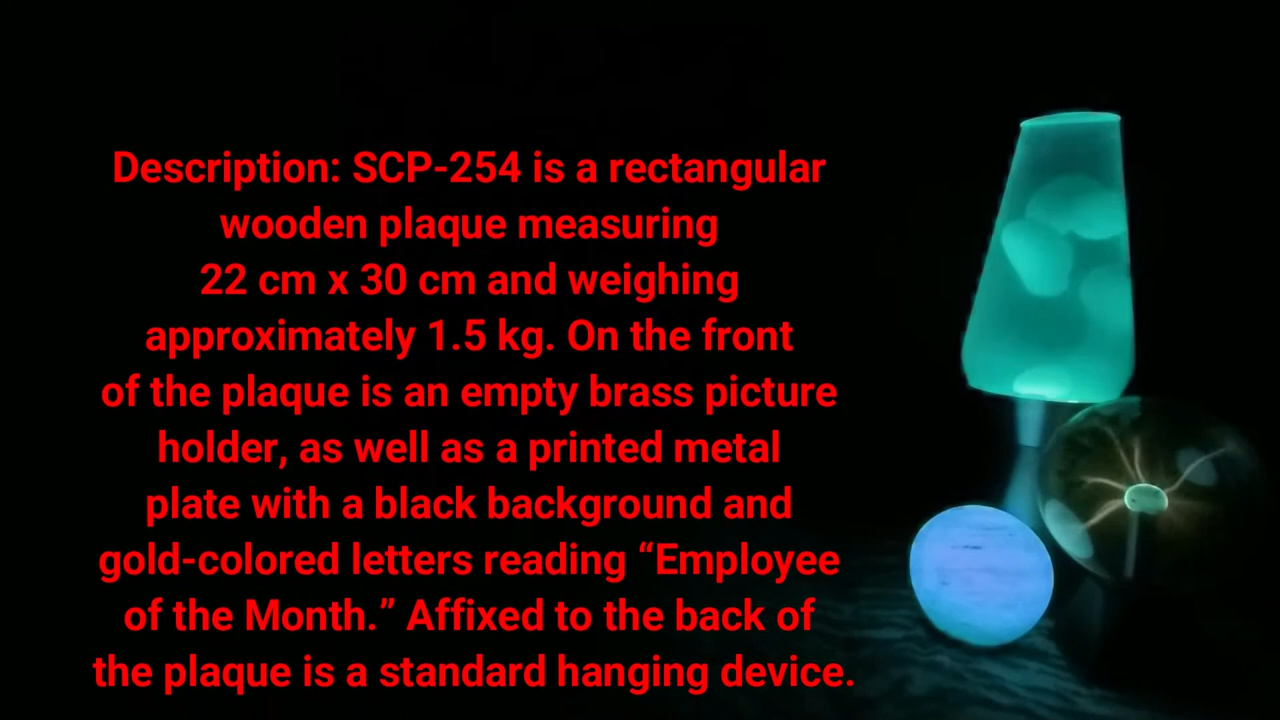 Description: SCP-254 is a rectangular
wooden plaque measuring
22 cm x 30 cm and weighing
approximately 1.5 kg. On the front
of the plaque is an empty brass picture
holder, as well as a printed metal
plate with a black background and
gold-colored letters reading “Employee
of the Month.” Affixed to the back of
the plaque is a standard hanging device.